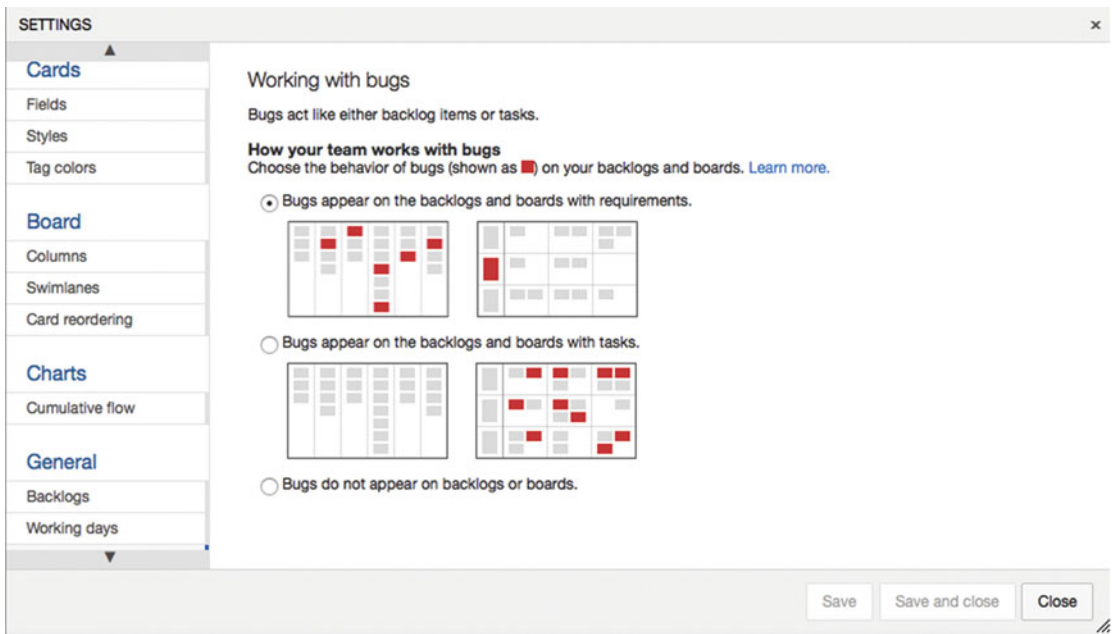 SETTINGS
×
▲
Cards
Fields
Styles
Tag colors
Board
Columns
Swimlanes
Card reordering
Charts
Cumulative flow
General
Backlogs
Working days
▼
Working with bugs
Bugs act like either backlog items or tasks.
How your team works with bugs
Choose the behavior of bugs (shown as ) on your backlogs and boards. Learn more.
Bugs appear on the backlogs and boards with requirements.
Bugs appear on the backlogs and boards with tasks.
Bugs do not appear on backlogs or boards.
Save
Save and close
Close